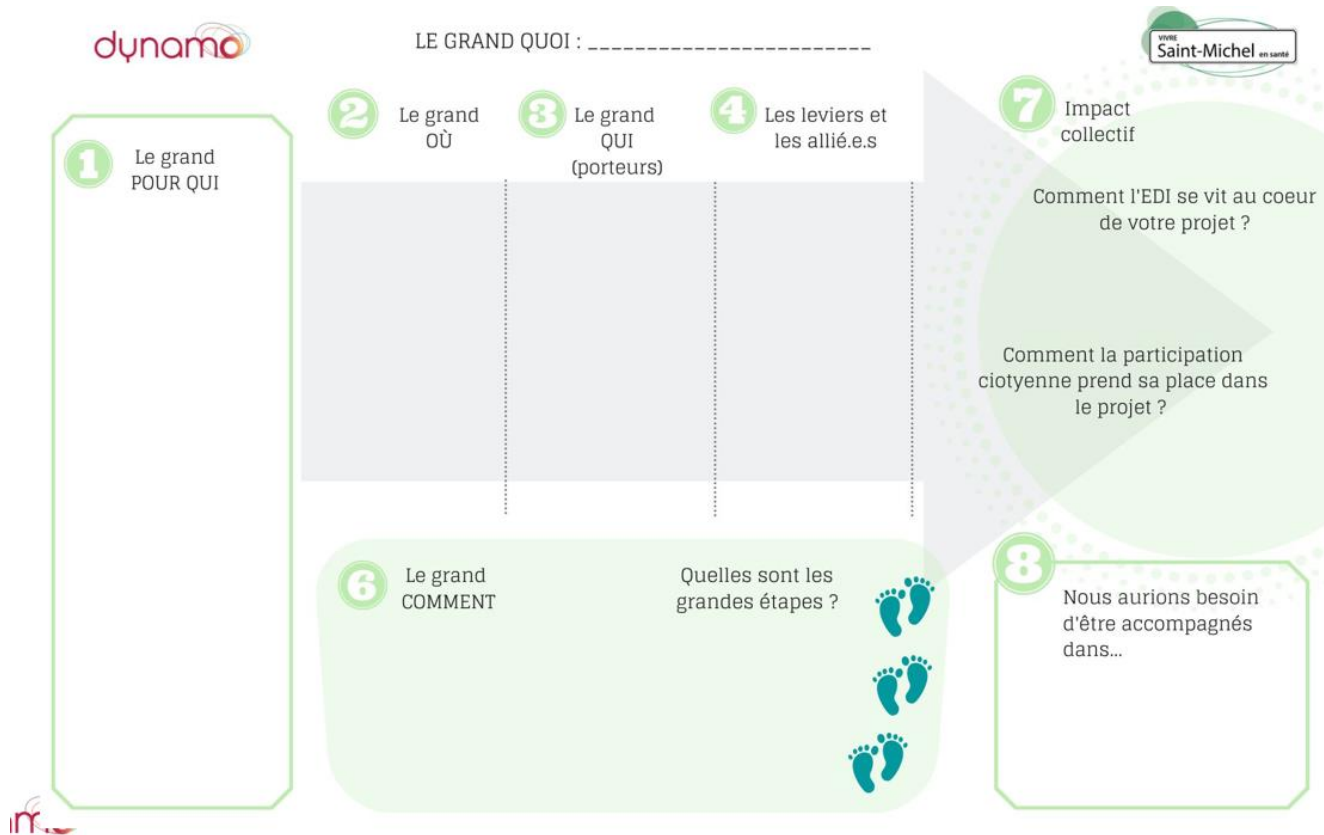 dynamo
LE GRAND QUOI : ________________________
VIVRE
Saint-Michel en santé
1
Le grand
POUR QUI
2
Le grand
OÙ
3
Le grand
QUI
(porteurs)
4
Les leviers et
les allié.e.s
7
Impact
collectif
Comment l'EDI se vit au coeur
de votre projet ?
Comment la participation
ciotyenne prend sa place dans
le projet ?
6
Le grand
COMMENT
Quelles sont les
grandes étapes ?
8
Nous aurions besoin
d'être accompagnés
dans...